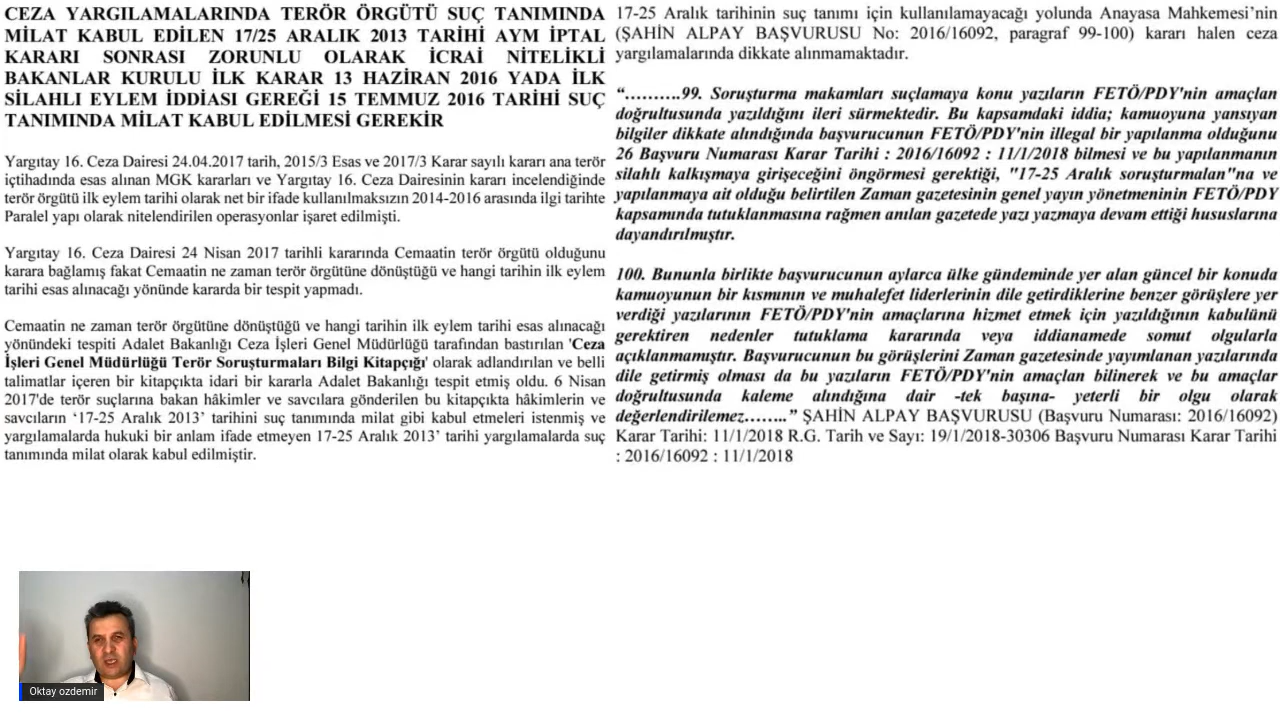 CEZA YARGILAMALARINDA TERÖR ÖRGÜTÜ SUÇ TANIMINDA
MİLAT KABUL EDİLEN 17/25 ARALIK 2013 TARİHİ AYM İPTAL
KARARI SONRASI ZORUNLU OLARAK İCRAİ NİTELİKLİ
BAKANLAR KURULU İLK KARAR 13 HAZİRAN 2016 YADA İLK
SİLAHLI EYLEM İDDİASI GEREĞİ 15 TEMMUZ 2016 TARİHİ SUÇ
TANIMINDA MİLAT KABUL EDİLMESİ GEREKİR
Yargıtay 16. Ceza Dairesi 24.04.2017 tarih, 2015/3 Esas ve 2017/3 Karar sayılı kararı ana terör
içtihadında esas alınan MGK kararları ve Yargıtay 16. Ceza Dairesinin kararı incelendiğinde
terör örgütü ilk eylem tarihi olarak net bir ifade kullanılmaksızın 2014-2016 arasında ilgi tarihte
Paralel yapı olarak nitelendirilen operasyonlar işaret edilmişti.
Yargıtay 16. Ceza Dairesi 24 Nisan 2017 tarihli kararında Cemaatin terör örgütü olduğunu
karara bağlamış fakat Cemaatin ne zaman terör örgütüne dönüştüğü ve hangi tarihin ilk eylem
tarihi esas alınacağı yönünde kararda bir tespit yapmadı.
Cemaatin ne zaman terör örgütüne dönüştüğü ve hangi tarihin ilk eylem tarihi esas alınacağı
yönündeki tespiti Adalet Bakanlığı Ceza İşleri Genel Müdürlüğü tarafından bastırılan 'Ceza
İşleri Genel Müdürlüğü Terör Soruşturmaları Bilgi Kitapçığı' olarak adlandırılan ve belli
talimatlar içeren bir kitapçıkta idari bir kararla Adalet Bakanlığı tespit etmiş oldu. 6 Nisan
2017'de terör suçlarına bakan hâkimler ve savcılara gönderilen bu kitapçıkta hâkimlerin ve
savcıların ‘17-25 Aralık 2013’ tarihini suç tanımında milat gibi kabul etmeleri istenmiş ve
yargılamalarda hukuki bir anlam ifade etmeyen 17-25 Aralık 2013’ tarihi yargılamalarda suç
tanımında milat olarak kabul edilmiştir.
17-25 Aralık tarihinin suç tanımı için kullanılamayacağı yolunda Anayasa Mahkemesi’nin
(ŞAHİN ALPAY BAŞVURUSU No: 2016/16092, paragraf 99-100) kararı halen ceza
yargılamalarında dikkate alınmamaktadır.
“……….99. Soruşturma makamları suçlamaya konu yazıların FETÖ/PDY'nin amaçlan
doğrultusunda yazıldığını ileri sürmektedir. Bu kapsamdaki iddia; kamuoyuna yansıyan
bilgiler dikkate alındığında başvurucunun FETÖ/PDY'nin illegal bir yapılanma olduğunu
26 Başvuru Numarası Karar Tarihi : 2016/16092 : 11/1/2018 bilmesi ve bu yapılanmanın
silahlı kalkışmaya girişeceğini öngörmesi gerektiği, "17-25 Aralık soruşturmalan"na ve
yapılanmaya ait olduğu belirtilen Zaman gazetesinin genel yayın yönetmeninin FETÖ/PDY
kapsamında tutuklanmasına rağmen anılan gazetede yazı yazmaya devam ettiği hususlarına
dayandırılmıştır.
100. Bununla birlikte başvurucunun aylarca ülke gündeminde yer alan güncel bir konuda
kamuoyunun bir kısmının ve muhalefet liderlerinin dile getirdiklerine benzer görüşlere yer
verdiği yazılarının FETÖ/PDY'nin amaçlarına hizmet etmek için yazıldığının kabulünü
gerektiren nedenler tutuklama kararında veya iddianamede somut olgularla
açıklanmamıştır. Başvurucunun bu görüşlerini Zaman gazetesinde yayımlanan yazılarında
dile getirmiş olması da bu yazıların FETÖ/PDY'nin amaçlan bilinerek ve bu amaçlar
doğrultusunda kaleme alındığına dair -tek başına- yeterli bir olgu olarak
değerlendirilemez……..” ŞAHİN ALPAY BAŞVURUSU (Başvuru Numarası: 2016/16092)
Karar Tarihi: 11/1/2018 R.G. Tarih ve Sayı: 19/1/2018-30306 Başvuru Numarası Karar Tarihi
: 2016/16092 : 11/1/2018
Oktay ozdemir